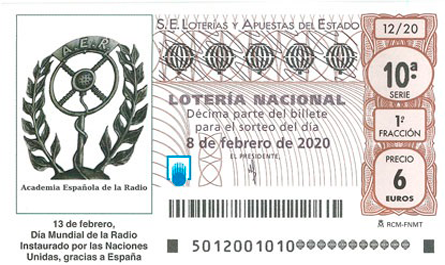 A.E.R
Academia Española de la Radio
13 de febrero,
Día Mundial de la Radio
Instaurado por las Naciones
Unidas, gracias a España
S.E. LOTERÍAS Y APUESTAS DEL ESTADO
LOTERÍA NACIONAL
Décima parte del billete
para el sorteo del día
8 de febrero de 2020
EL PRESIDENTE,
12/20
10ª
SERIE
1ª
FRACCIÓN
PRECIO
6
EUROS
RCM-FNMT
5012001010